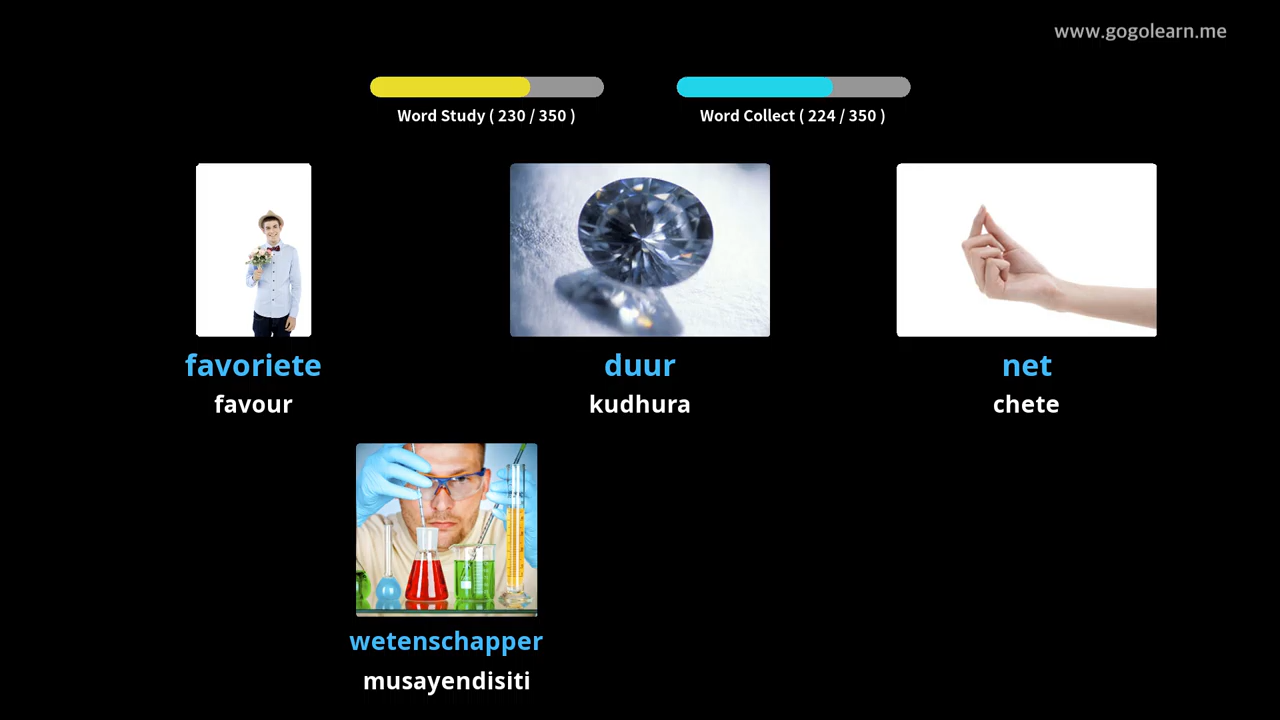 www.gogolearn.me
Word Study ( 230 / 350 )
Word Collect ( 224 / 350 )
favoriete
favour
duur
kudhura
net
chete
wetenschapper
musayendisiti